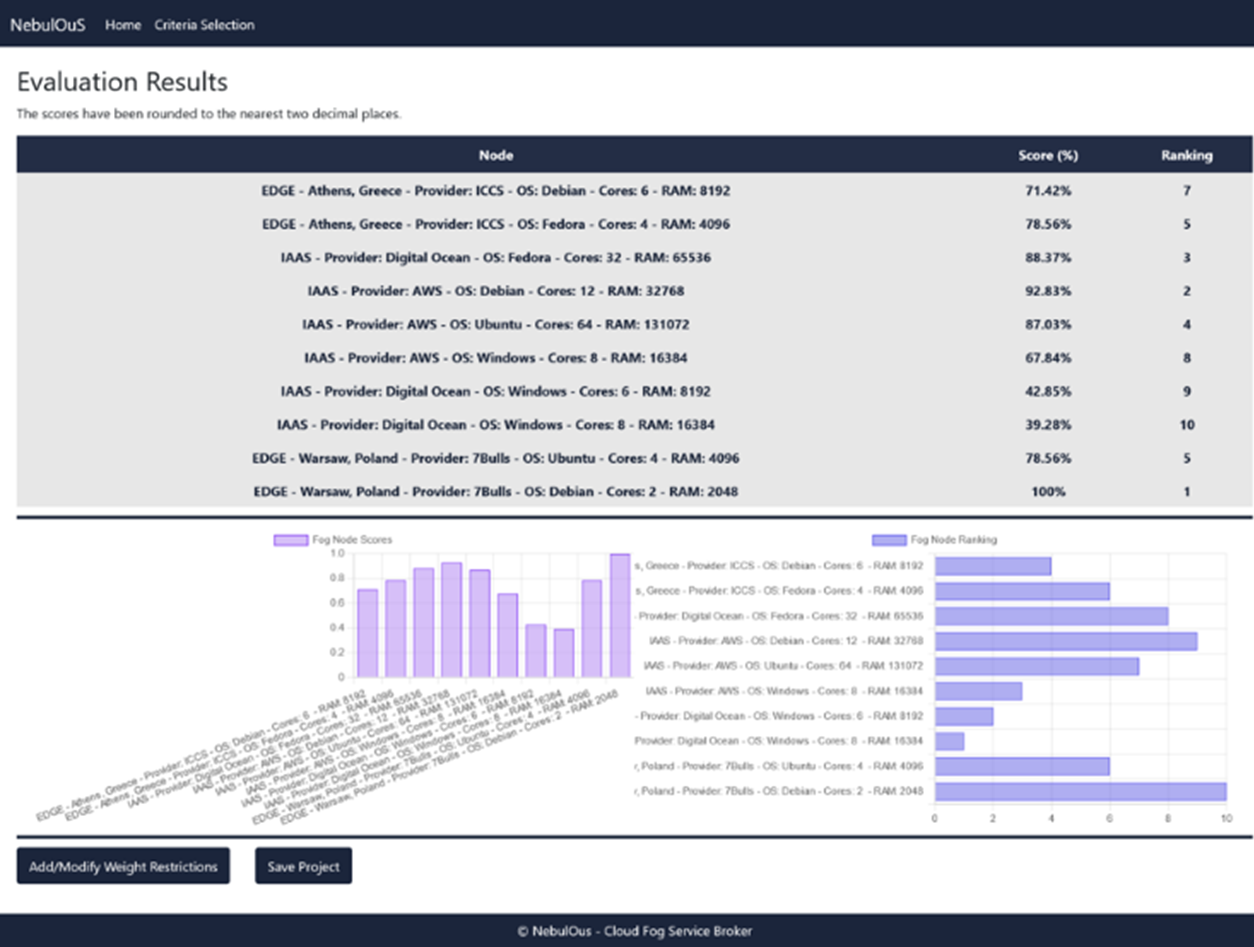 NebulOuS Home Criteria Selection
Evaluation Results
The scores have been rounded to the nearest two decimal places.
Node Score (%) Ranking
EDGE - Athens, Greece - Provider: ICCS - OS: Debian - Cores: 6 - RAM: 8192 71.42% 7
EDGE - Athens, Greece - Provider: ICCS - OS: Fedora - Cores: 4 - RAM: 4096 78.56% 5
IAAS - Provider: Digital Ocean - OS: Fedora - Cores: 32 - RAM: 65536 88.37% 3
IAAS - Provider: AWS - OS: Debian - Cores: 12 - RAM: 32768 92.83% 2
IAAS - Provider: AWS - OS: Ubuntu - Cores: 64 - RAM: 131072 87.03% 4
IAAS - Provider: AWS - OS: Windows - Cores: 8 - RAM: 16384 67.84% 8
IAAS - Provider: Digital Ocean - OS: Windows - Cores: 6 - RAM: 8192 42.85% 9
IAAS - Provider: Digital Ocean - OS: Windows - Cores: 8 - RAM: 16384 39.28% 10
EDGE - Warsaw, Poland - Provider: 7Bulls - OS: Ubuntu - Cores: 4 - RAM: 4096 78.56% 5
EDGE - Warsaw, Poland - Provider: 7Bulls - OS: Debian - Cores: 2 - RAM: 2048 100% 1
Fog Node Scores
1.0
0.8
0.6
0.4
0.2
0
EDGE - Athens, Greece - Provider: ICCS - OS: Debian - Cores: 6 - RAM: 8192
EDGE - Athens, Greece - Provider: ICCS - OS: Fedora - Cores: 4 - RAM: 4096
IAAS - Provider: Digital Ocean - OS: Fedora - Cores: 32 - RAM: 65536
IAAS - Provider: AWS - OS: Debian - Cores: 12 - RAM: 32768
IAAS - Provider: AWS - OS: Ubuntu - Cores: 64 - RAM: 131072
IAAS - Provider: AWS - OS: Windows - Cores: 8 - RAM: 16384
IAAS - Provider: Digital Ocean - OS: Windows - Cores: 6 - RAM: 8192
IAAS - Provider: Digital Ocean - OS: Windows - Cores: 8 - RAM: 16384
EDGE - Warsaw, Poland - Provider: 7Bulls - OS: Ubuntu - Cores: 4 - RAM: 4096
EDGE - Warsaw, Poland - Provider: 7Bulls - OS: Debian - Cores: 2 - RAM: 2048
Fog Node Ranking
s, Greece - Provider: ICCS - OS: Debian - Cores: 6 - RAM: 8192
s, Greece - Provider: ICCS - OS: Fedora - Cores: 4 - RAM: 4096
- Provider: Digital Ocean - OS: Fedora - Cores: 32 - RAM: 65536
IAAS - Provider: AWS - OS: Debian - Cores: 12 - RAM: 32768
IAAS - Provider: AWS - OS: Ubuntu - Cores: 64 - RAM: 131072
IAAS - Provider: AWS - OS: Windows - Cores: 8 - RAM: 16384
- Provider: Digital Ocean - OS: Windows - Cores: 6 - RAM: 8192
Provider: Digital Ocean - OS: Windows - Cores: 8 - RAM: 16384
, Poland - Provider: 7Bulls - OS: Ubuntu - Cores: 4 - RAM: 4096
, Poland - Provider: 7Bulls - OS: Debian - Cores: 2 - RAM: 2048
0 2 4 6 8 10
Add/Modify Weight Restrictions Save Project
© NebulOus - Cloud Fog Service Broker